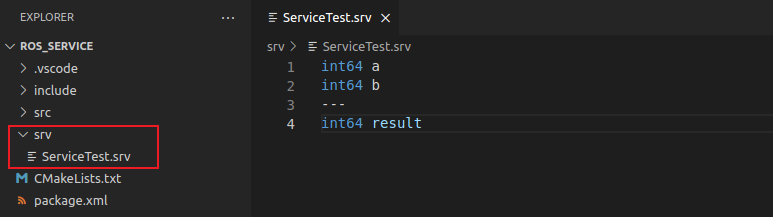 EXPLORER
ROS_SERVICE
.vscode
include
src
srv
ServiceTest.srv
CMakeLists.txt
package.xml
ServiceTest.srv
srv > ServiceTest.srv
1 int64 a
2 int64 b
3 ---
4 int64 result